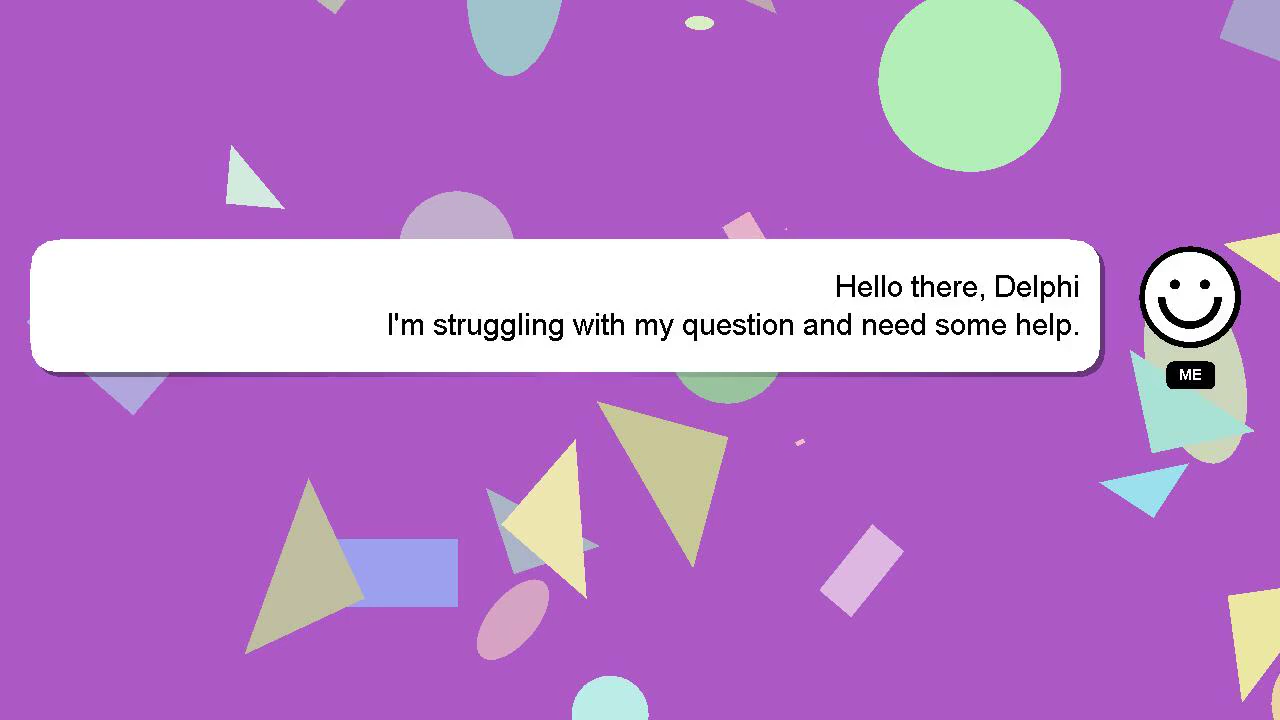 Hello there, Delphi
I'm struggling with my question and need some help.
ME